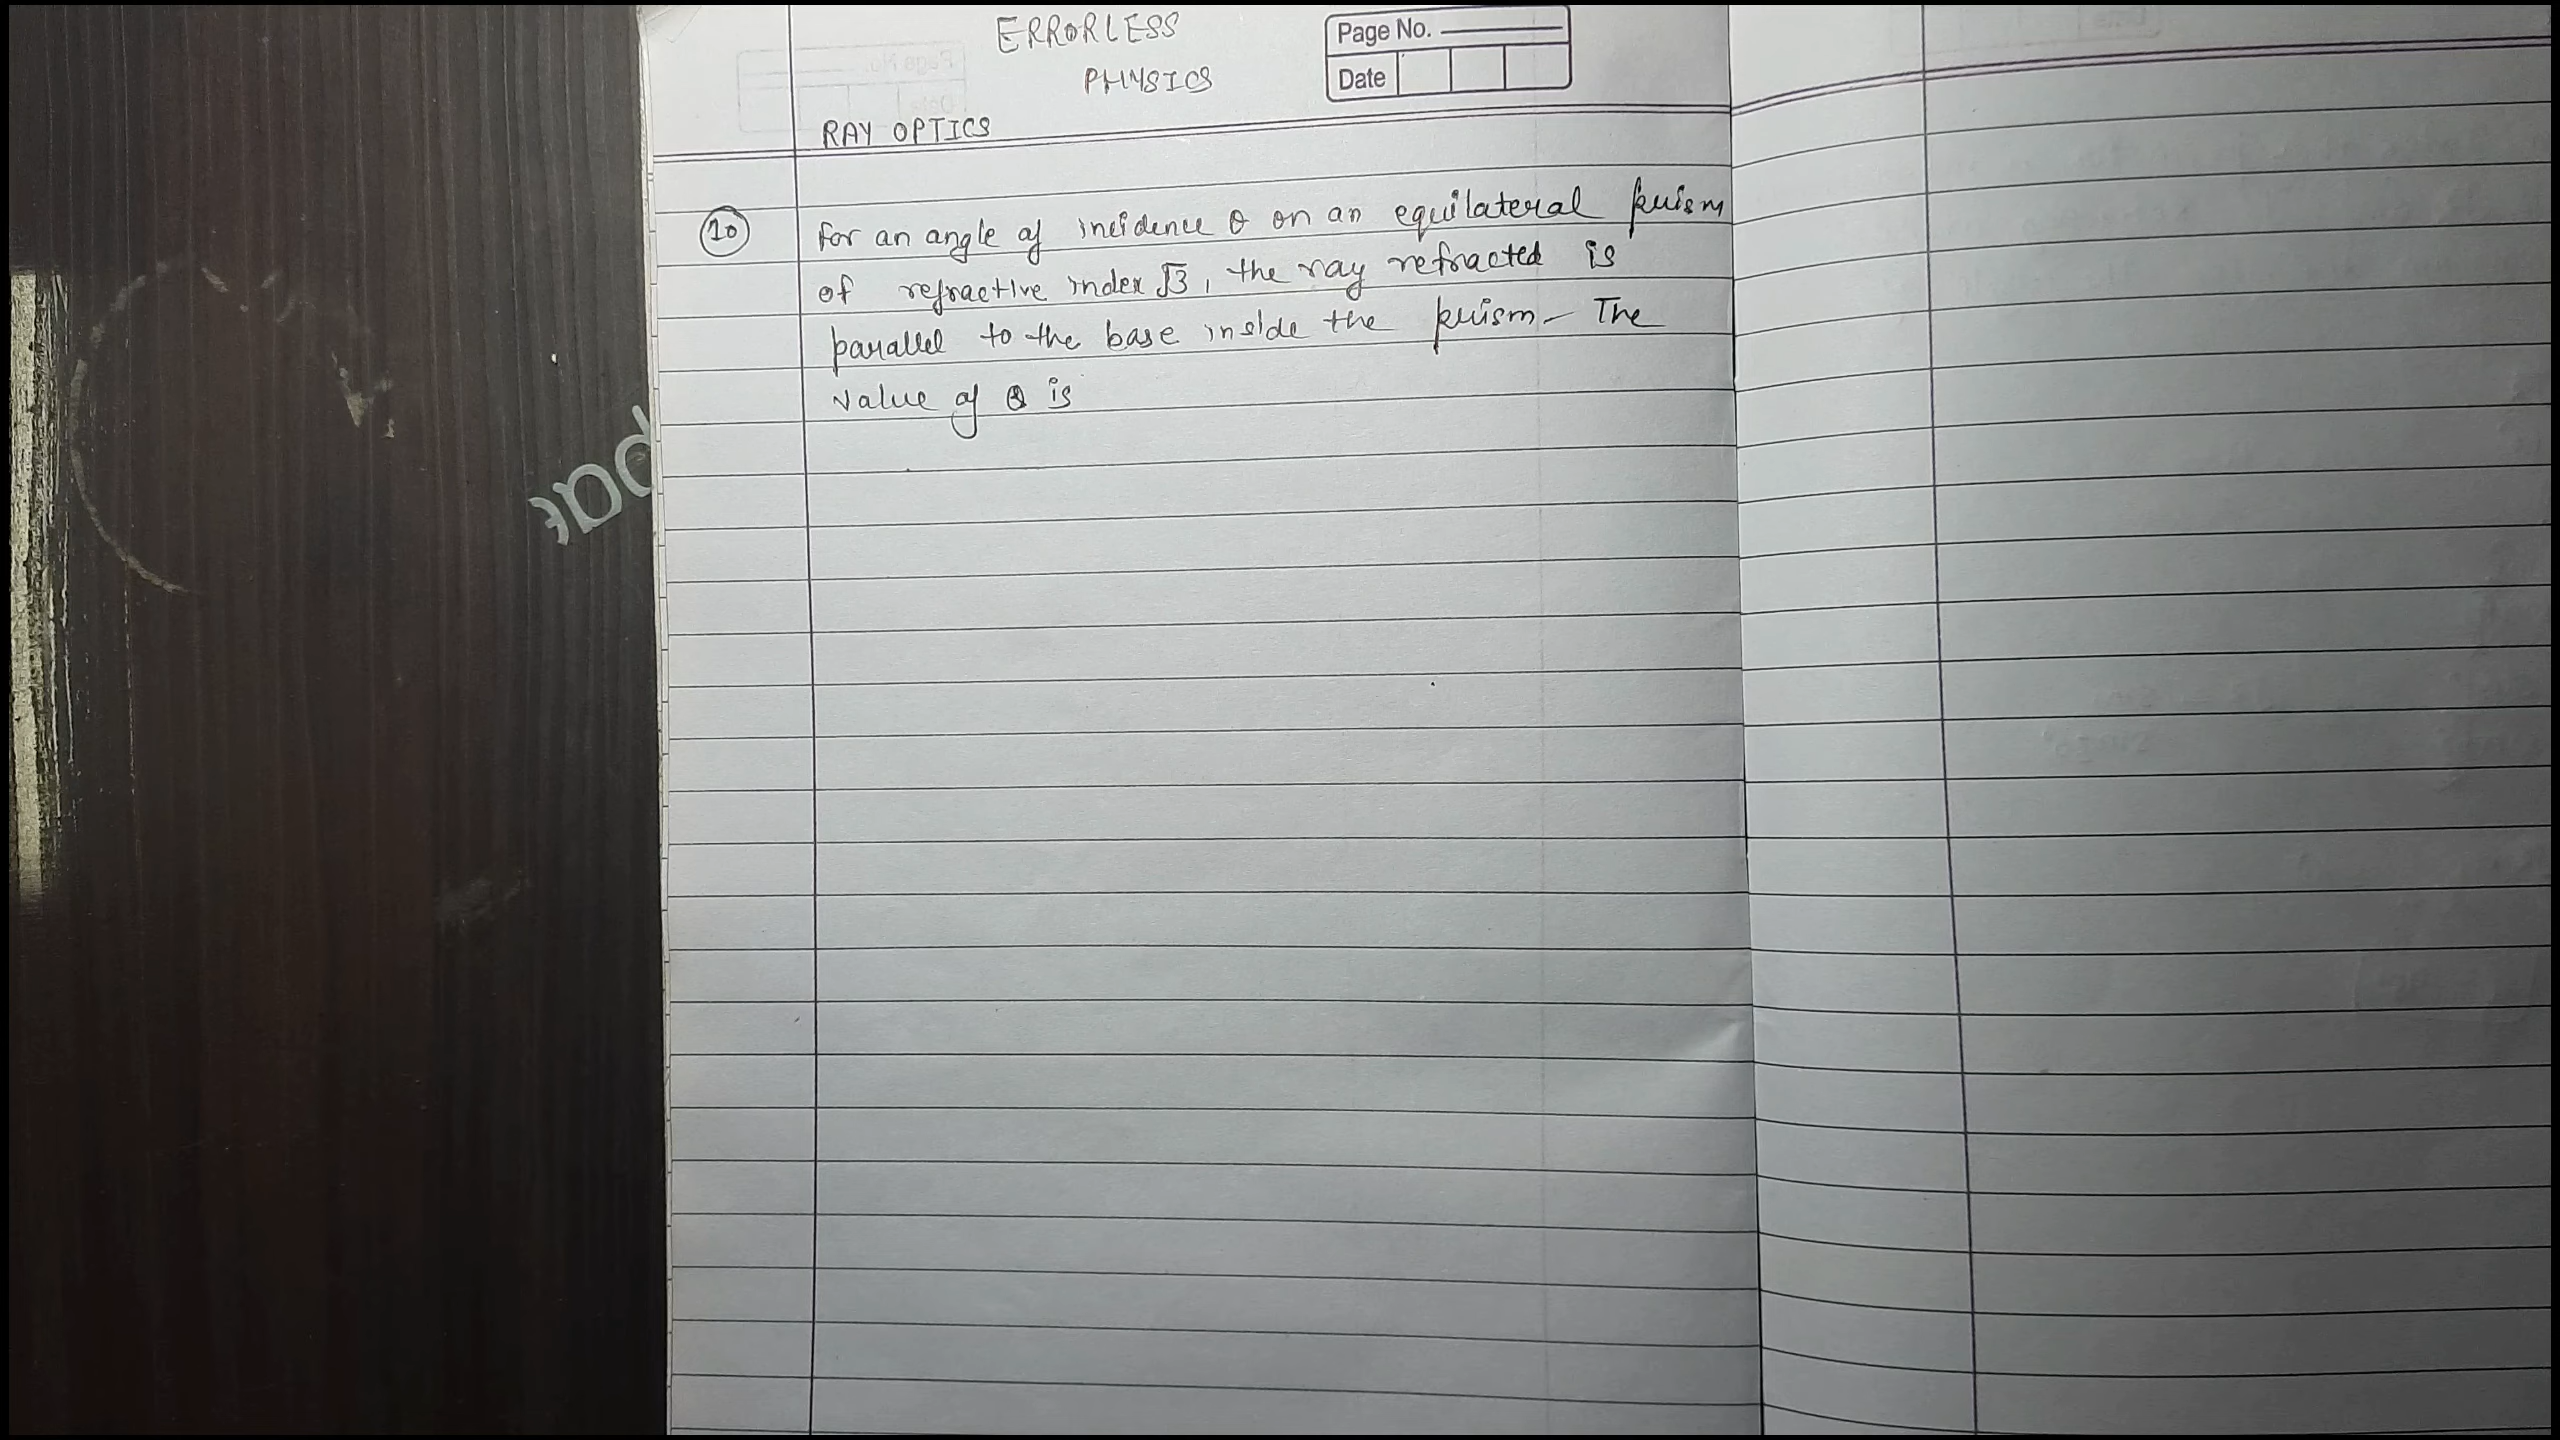 ERRORLESS
PHYSICS
Page No.
Date
RAY OPTICS
10 for an angle of incidence θ on an equilateral prism
of refractive index √3, the ray refracted is
parallel to the base inside the prism- The
value of θ is